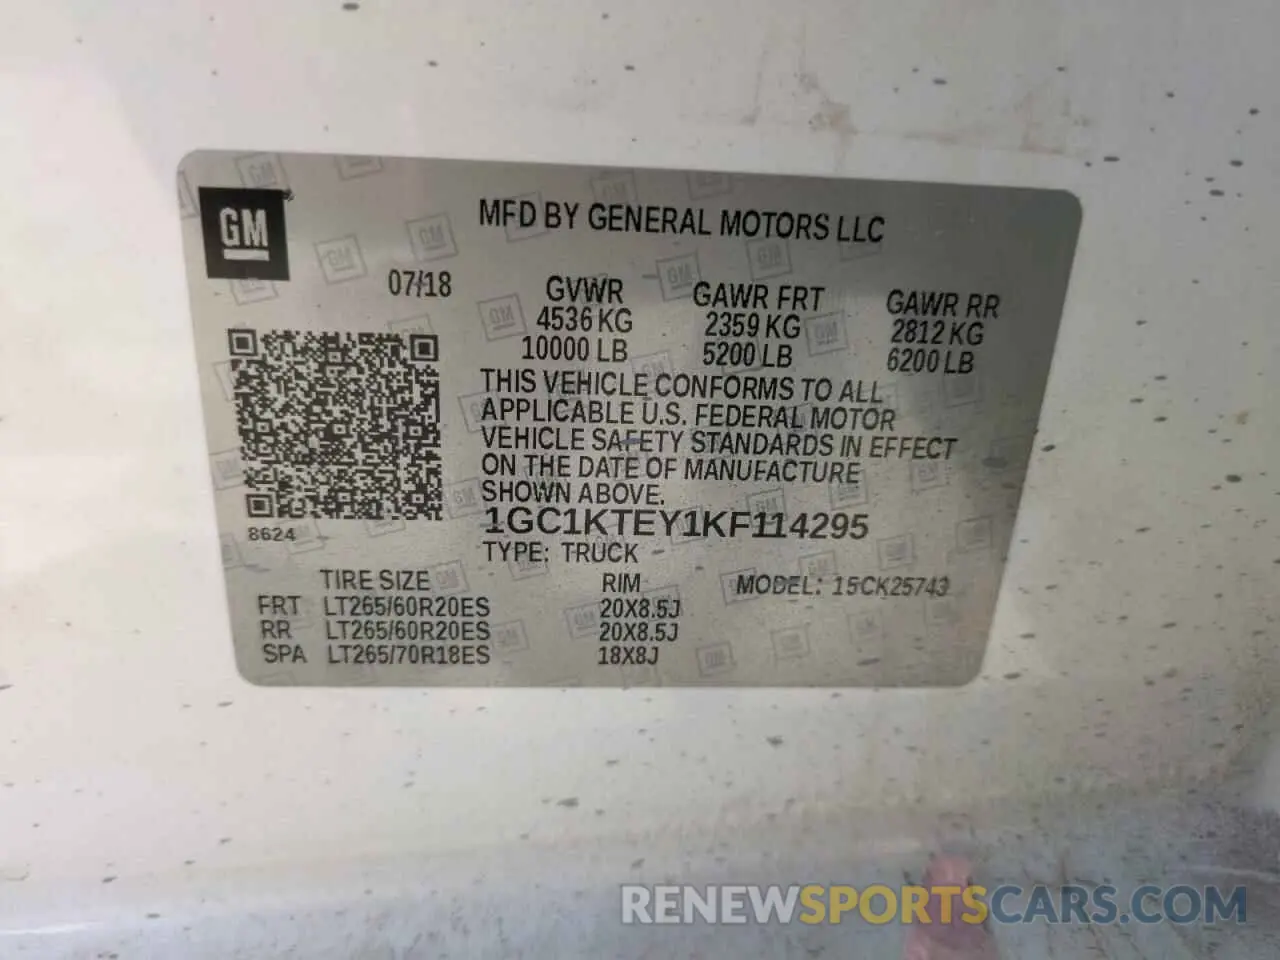 GM
MFD BY GENERAL MOTORS LLC
07/18
GVWR GAWR FRT GAWR RR
4536 KG 2359 KG 2812 KG
10000 LB 5200 LB 6200 LB
THIS VEHICLE CONFORMS TO ALL
APPLICABLE U.S. FEDERAL MOTOR
VEHICLE SAFETY STANDARDS IN EFFECT
ON THE DATE OF MANUFACTURE
SHOWN ABOVE.
8624
1GC1KTEY1KF114295
TYPE: TRUCK
TIRE SIZE RIM MODEL: 15CK25743
FRT LT265/60R20ES 20X8.5J
RR LT265/60R20ES 20X8.5J
SPA LT265/70R18ES 18X8J
RENEWSPORTSCARS.COM